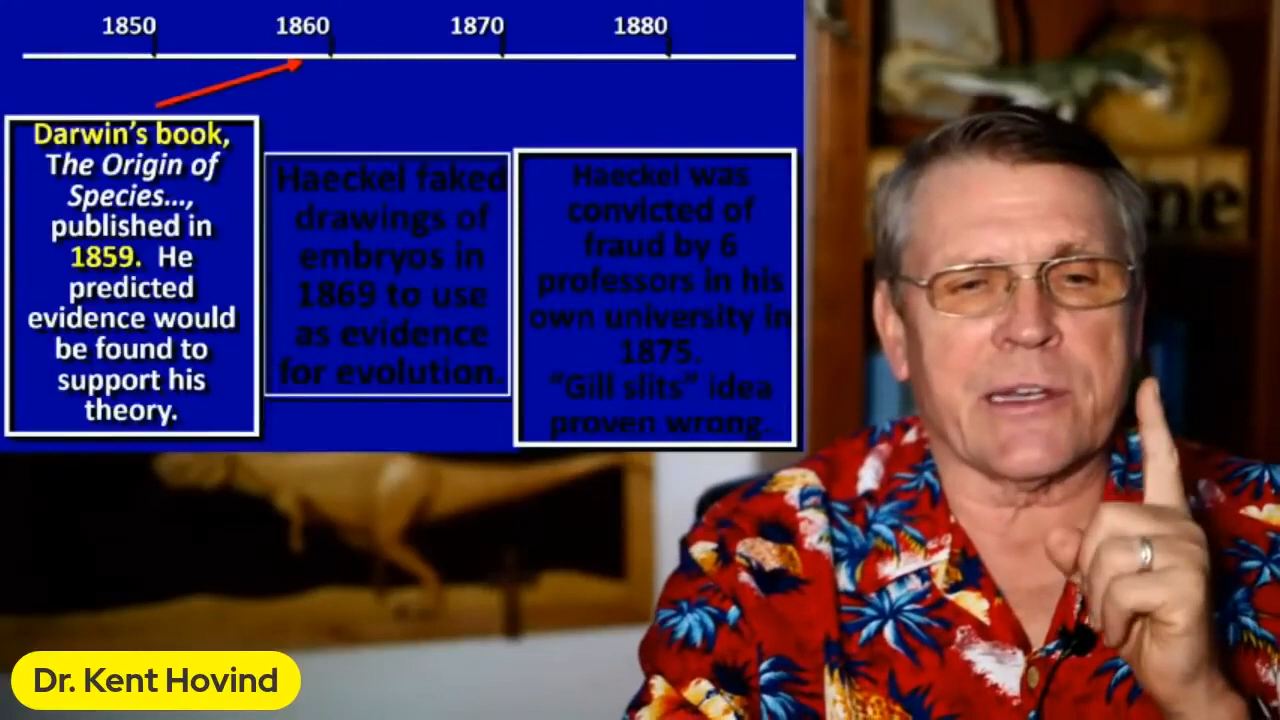 1850 1860 1870 1880
Darwin's book,
The Origin of
Species...,
published in
1859. He
predicted
evidence would
be found to
support his
theory.
Haeckel faked
drawings of
embryos in
1869 to use
as evidence
for evolution.
Haeckel was
convicted of
fraud by 6
professors in his
own university in
1875.
“Gill slits” idea
proven wrong.
Dr. Kent Hovind